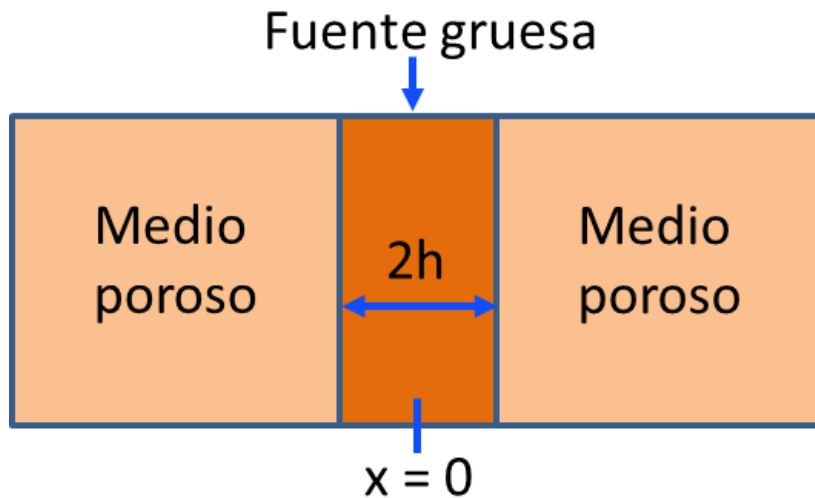 Fuente gruesa
Medio
poroso
2h
Medio
poroso
x = 0